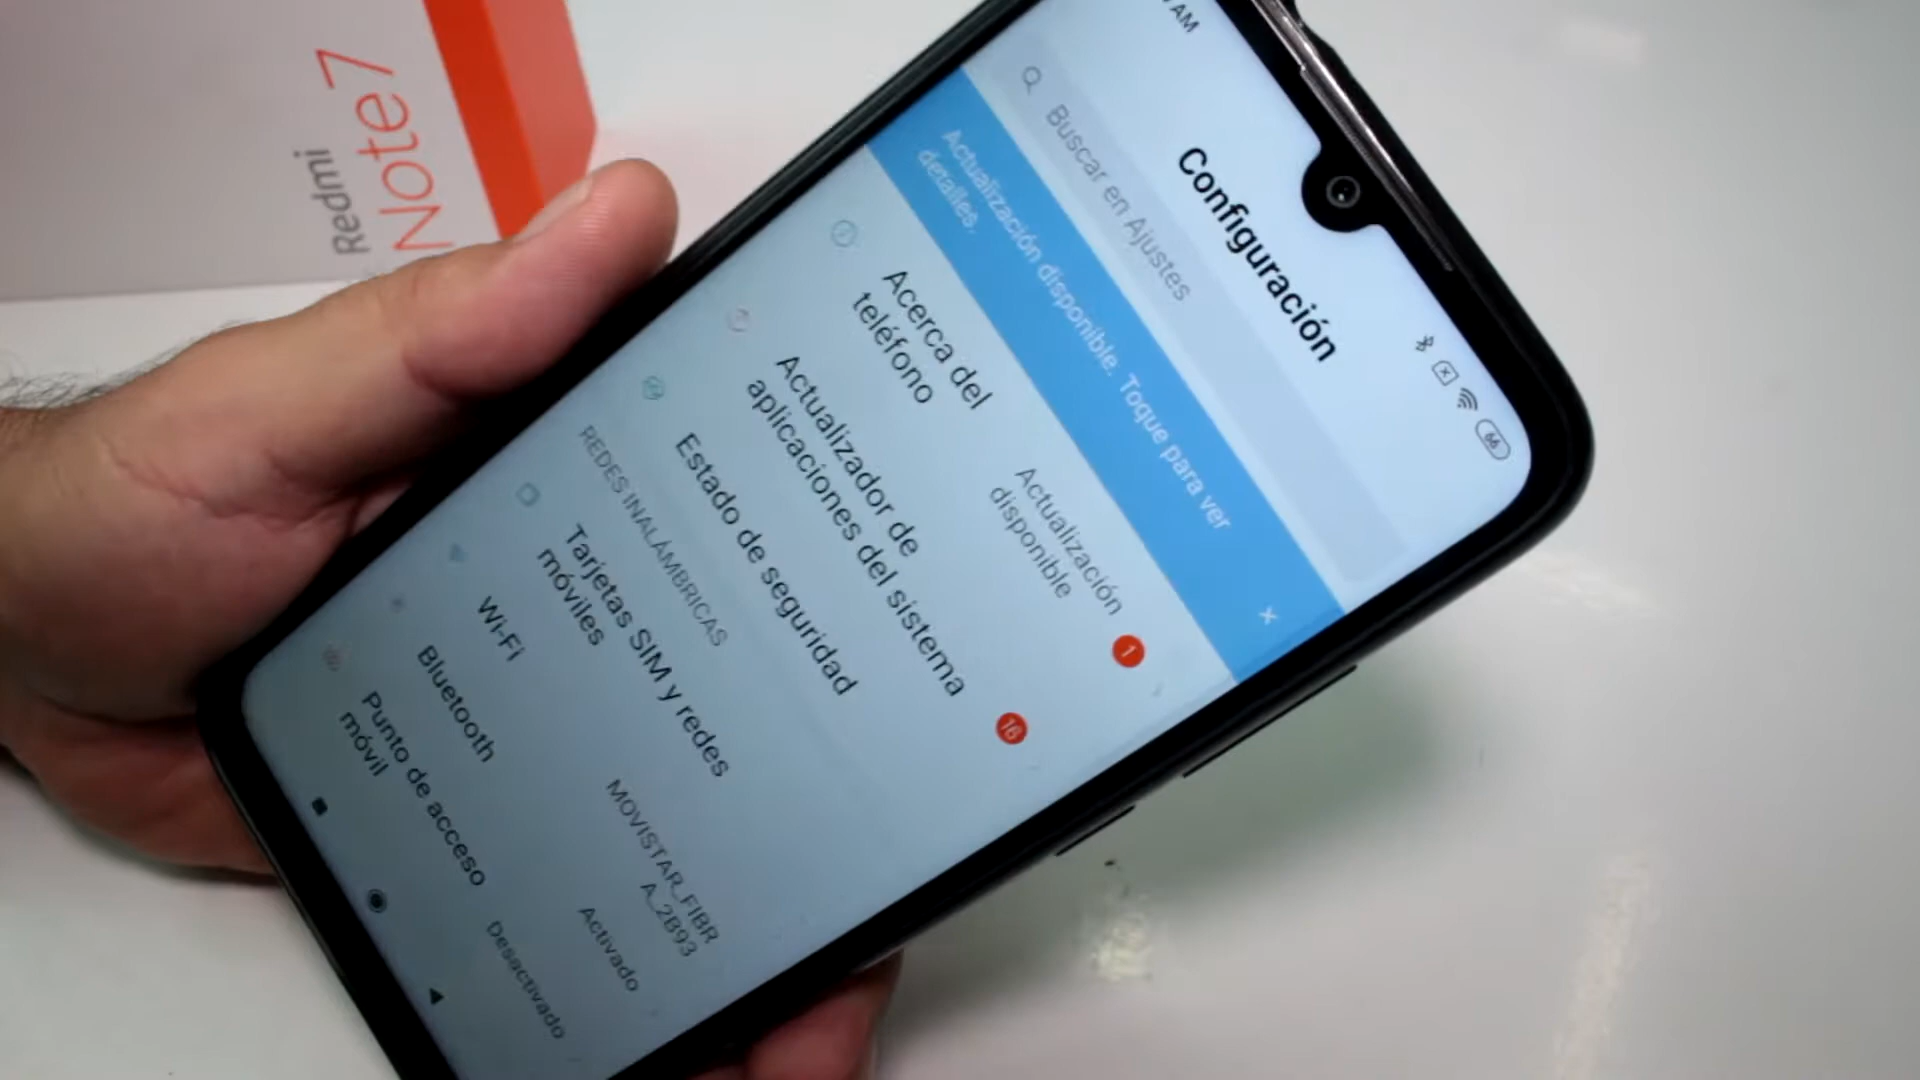 Redmi
Note7
AM
66
Configuración
Buscar en Ajustes
Actualización disponible. Toque para ver
detalles.
Acerca del
teléfono
Actualización
disponible
1
Actualizador de
aplicaciones del sistema
16
Estado de seguridad
REDES INALÁMBRICAS
Tarjetas SIM y redes
móviles
Wi-Fi
MOVISTAR_FIBR
A_2B93
Bluetooth
Activado
Punto de acceso
móvil
Desactivado